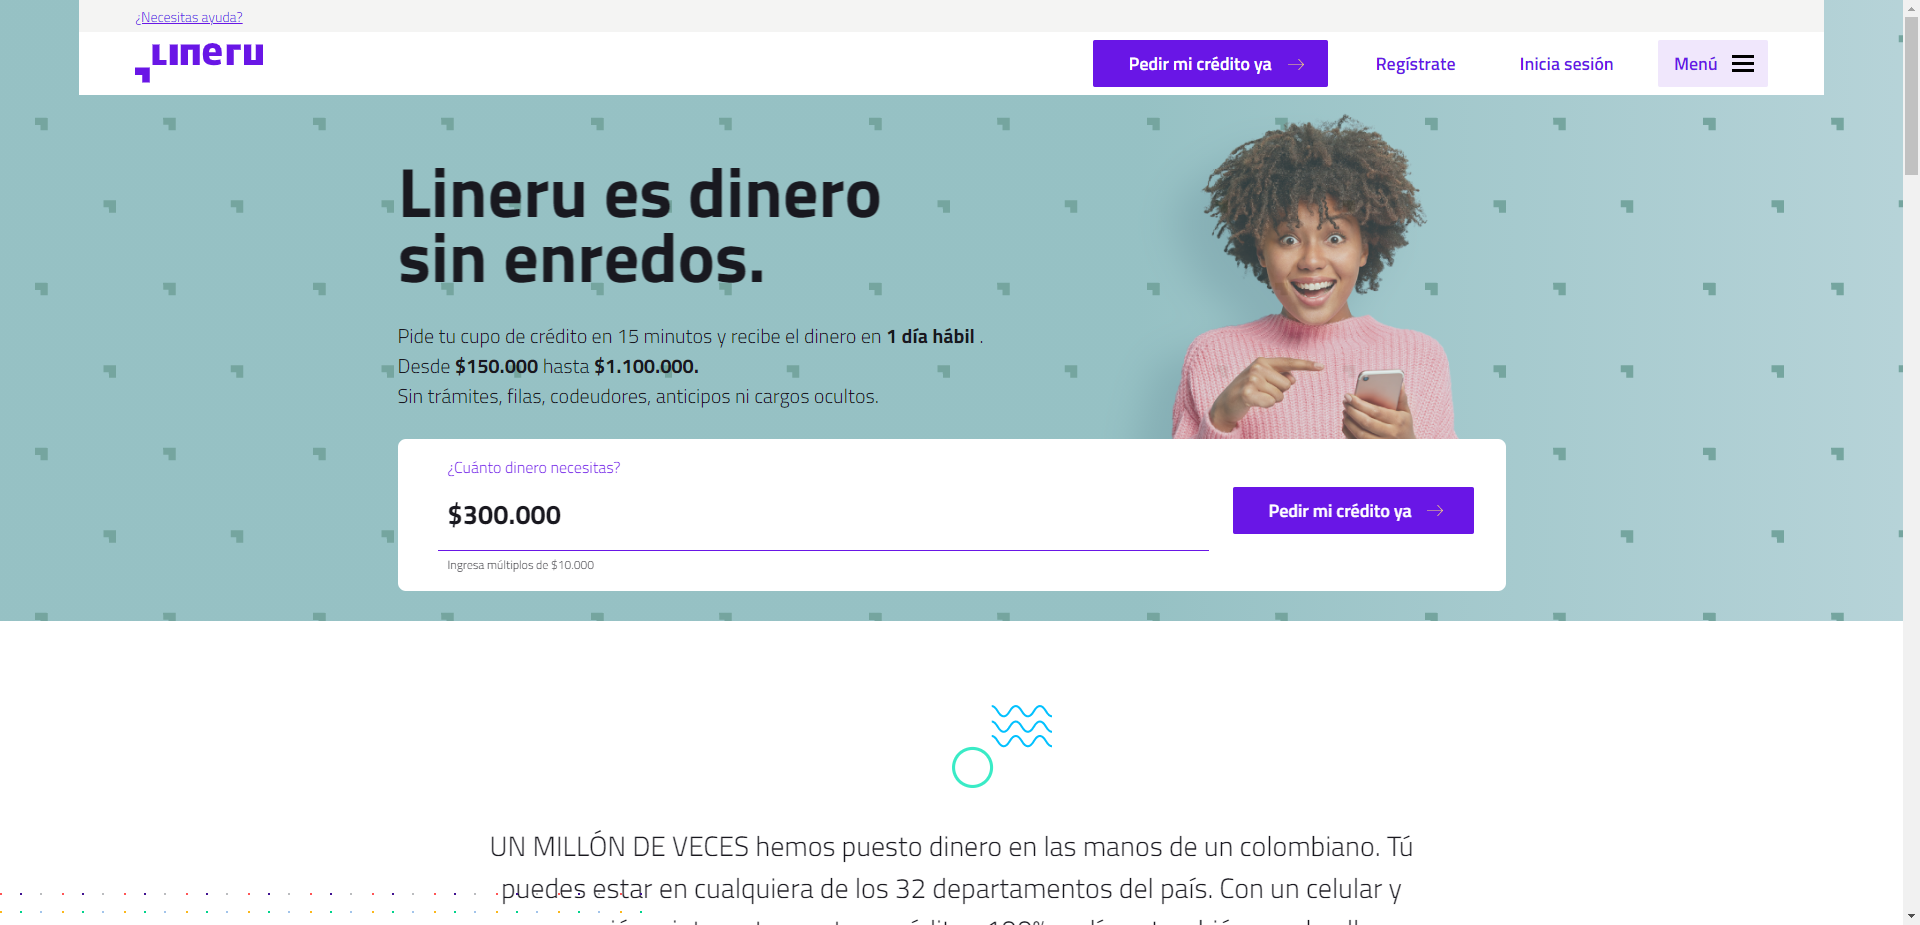 ¿Necesitas ayuda?
Lineru
Pedir mi crédito ya
Regístrate
Inicia sesión
Menú
Lineru es dinero
sin enredos.
Pide tu cupo de crédito en 15 minutos y recibe el dinero en 1 día hábil .
Desde $150.000 hasta $1.100.000.
Sin trámites, filas, codeudores, anticipos ni cargos ocultos.
¿Cuánto dinero necesitas?
$300.000
Pedir mi crédito ya
Ingresa múltiplos de $10.000
UN MILLÓN DE VECES hemos puesto dinero en las manos de un colombiano. Tú
puedes estar en cualquiera de los 32 departamentos del país. Con un celular y